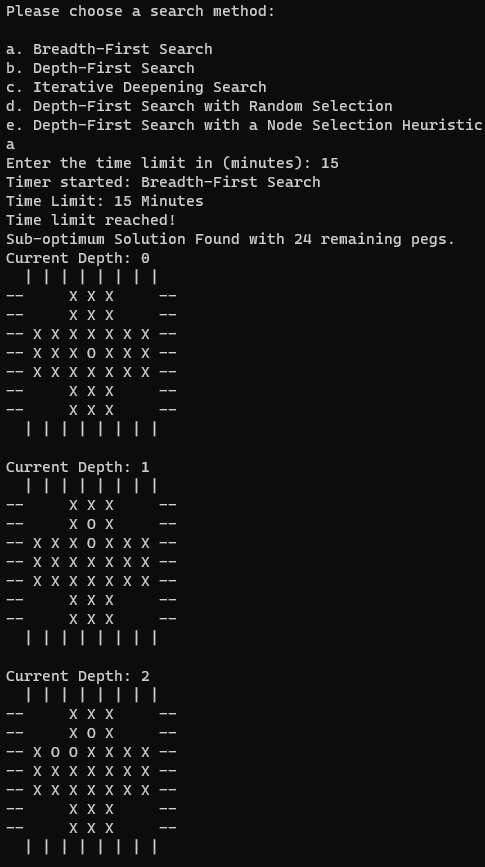 Please choose a search method:

a. Breadth-First Search
b. Depth-First Search
c. Iterative Deepening Search
d. Depth-First Search with Random Selection
e. Depth-First Search with a Node Selection Heuristic
a
Enter the time limit in (minutes): 15
Timer started: Breadth-First Search
Time Limit: 15 Minutes
Time limit reached!
Sub-optimum Solution Found with 24 remaining pegs.
Current Depth: 0
  | | | | | | | |
--     X X X     --
--     X X X     --
-- X X X X X X X --
-- X X X O X X X --
-- X X X X X X X --
--     X X X     --
--     X X X     --
  | | | | | | | |

Current Depth: 1
  | | | | | | | |
--     X X X     --
--     X O X     --
-- X X X O X X X --
-- X X X X X X X --
-- X X X X X X X --
--     X X X     --
--     X X X     --
  | | | | | | | |

Current Depth: 2
  | | | | | | | |
--     X X X     --
--     X O X     --
-- X O O X X X X --
-- X X X X X X X --
-- X X X X X X X --
--     X X X     --
--     X X X     --
  | | | | | | | |